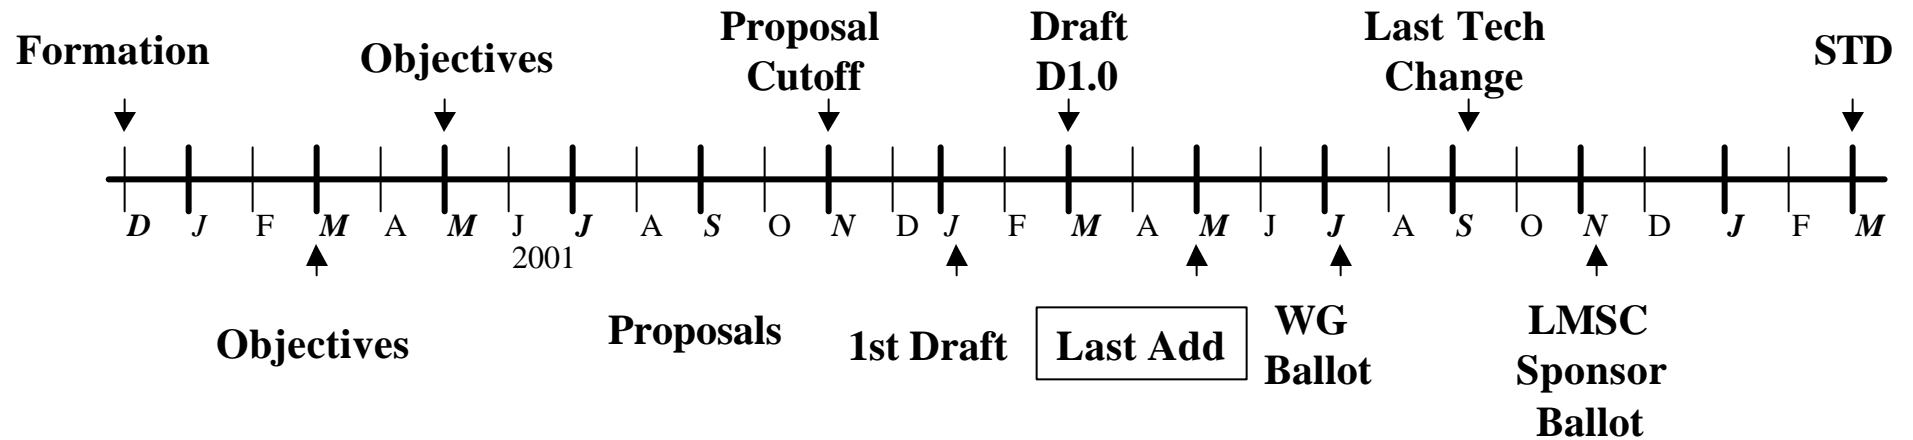 Formation
Objectives
Proposal
Cutoff
Draft
D1.0
Last Tech
Change
STD
D J F M A M J J A S O N D J F M A M J J A S O N D J F M
2001
Objectives
Proposals
1st Draft
Last Add
WG
Ballot
LMSC
Sponsor
Ballot